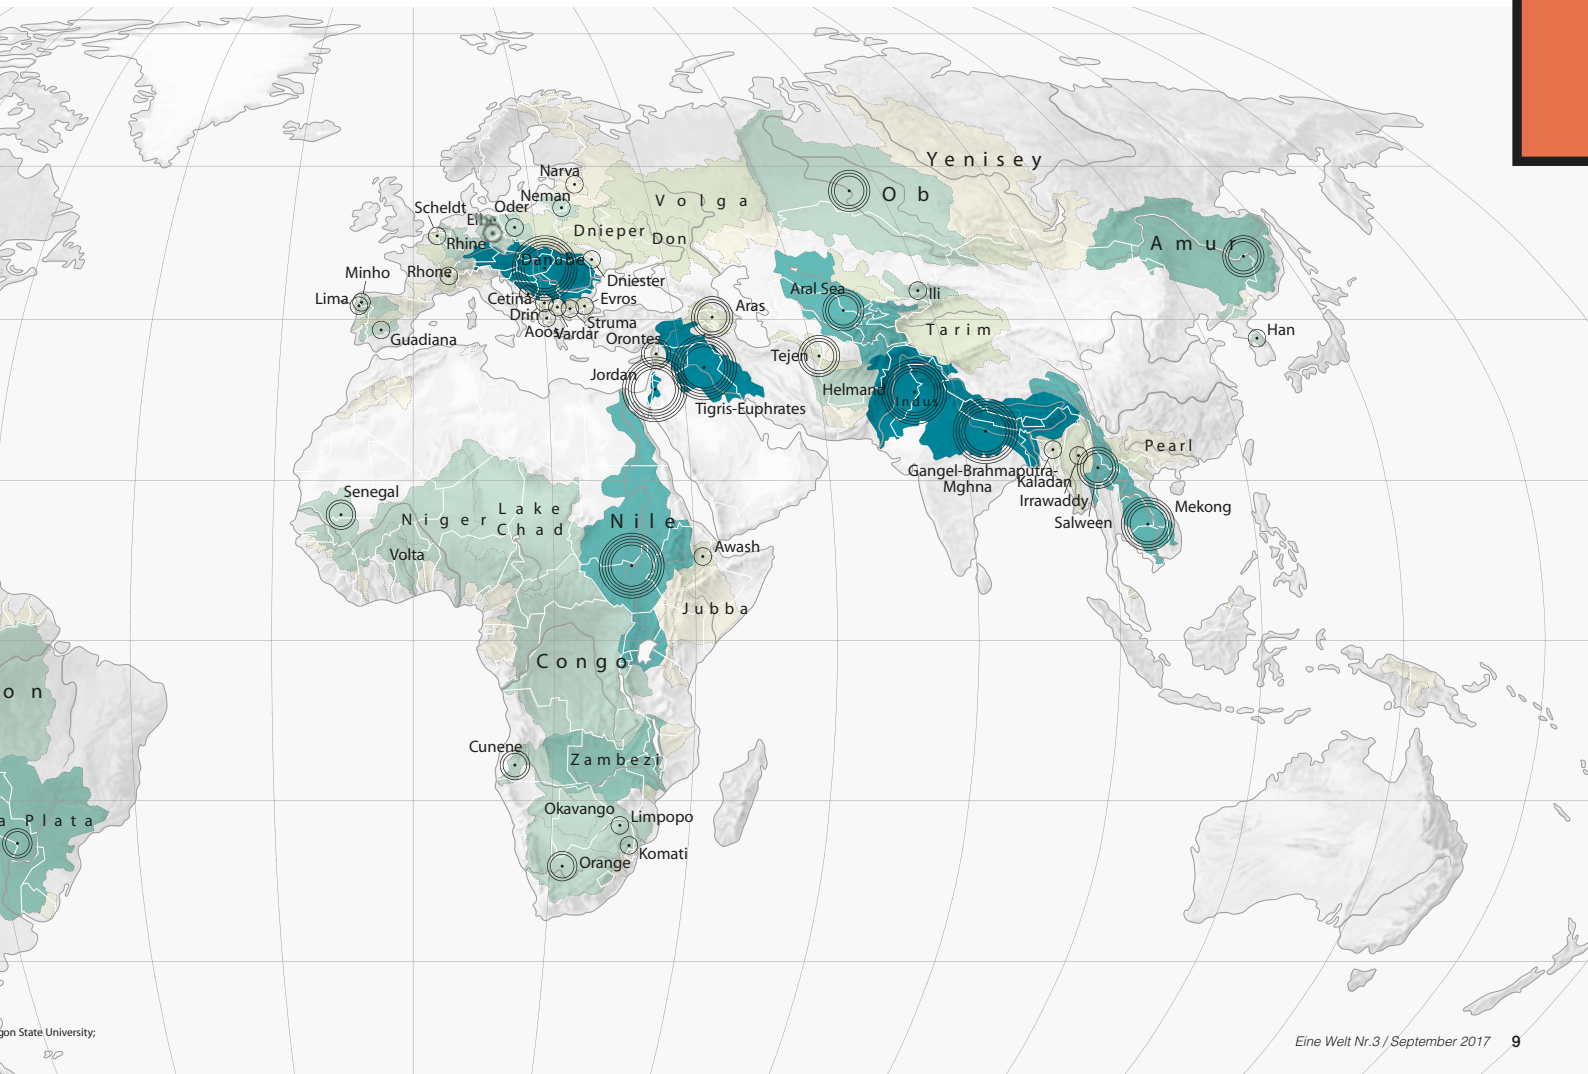 Yenisey
Ob
Narva
Volga
Neman
Scheldt
Oder
Elbe
Dnieper
Don
Rhine
Amur
Danube
Minho
Rhone
Dniester
Aral Sea
Ili
Lima
Cetina
Evros
Aras
Drin
Struma
Tarim
Han
Guadiana
Aoos
Vardar
Orontes
Tejen
Jordan
Helmand
Indus
Tigris-Euphrates
Pearl
Gangel-Brahmaputra-
Mghna
Kaladan
Irrawaddy
Senegal
Lake
Chad
Niger
Nile
Salween
Mekong
Volta
Awash
Jubba
Congo
on
Cunene
Zambezi
Okavango
Limpopo
a Plata
Komati
Orange
gon State University;
Eine Welt Nr.3 / September 2017 9